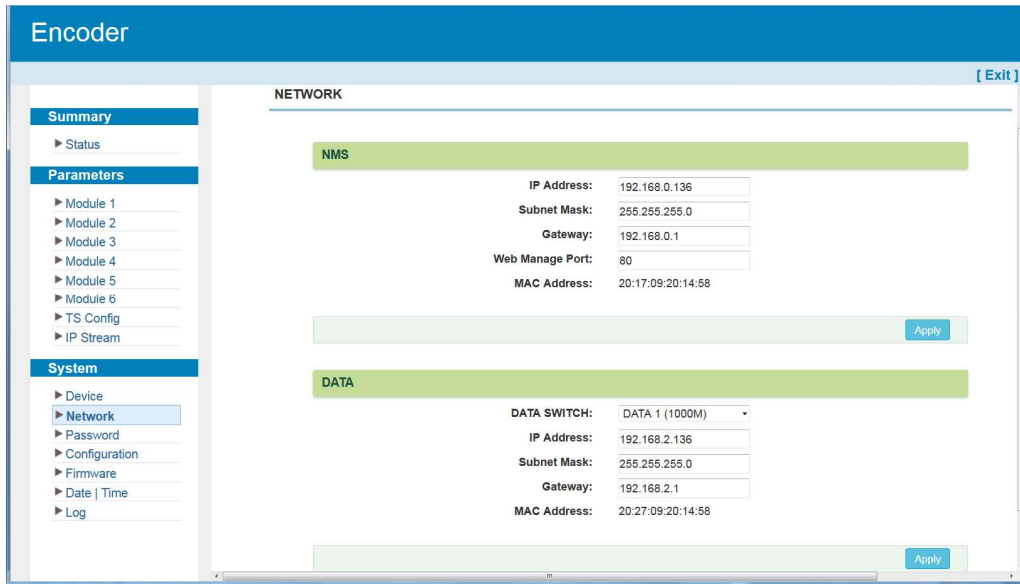 Encoder
[ Exit ]
Summary
Status
Parameters
Module 1
Module 2
Module 3
Module 4
Module 5
Module 6
TS Config
IP Stream
System
Device
Network
Password
Configuration
Firmware
Date | Time
Log
NETWORK
NMS
IP Address: 192.168.0.136
Subnet Mask: 255.255.255.0
Gateway: 192.168.0.1
Web Manage Port: 80
MAC Address: 20:17:09:20:14:58
Apply
DATA
DATA SWITCH: DATA 1 (1000M)
IP Address: 192.168.2.136
Subnet Mask: 255.255.255.0
Gateway: 192.168.2.1
MAC Address: 20:27:09:20:14:58
Apply